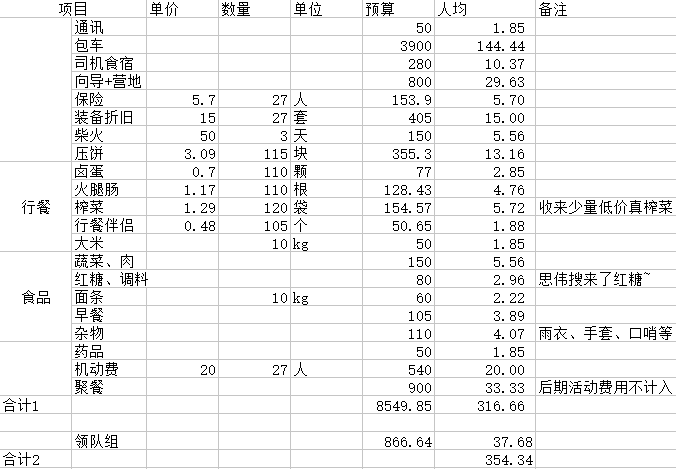 项目 单价 数量 单位 预算 人均 备注
通讯 50 1.85
包车 3900 144.44
司机食宿 280 10.37
向导+营地 800 29.63
保险 5.7 27 人 153.9 5.70
装备折旧 15 27 套 405 15.00
柴火 50 3 天 150 5.56
压饼 3.09 115 块 355.3 13.16
卤蛋 0.7 110 颗 77 2.85
火腿肠 1.17 110 根 128.43 4.76
行餐 榨菜 1.29 120 袋 154.57 5.72 收来少量低价真榨菜
行餐伴侣 0.48 105 个 50.65 1.88
大米 10 kg 50 1.85
蔬菜、肉 150 5.56
红糖、调料 80 2.96 思伟搜来了红糖~
食品 面条 10 kg 60 2.22
早餐 105 3.89
杂物 110 4.07 雨衣、手套、口哨等
药品 50 1.85
机动费 20 27 人 540 20.00
聚餐 900 33.33 后期活动费用不计入
合计1 8549.85 316.66
领队组 866.64 37.68
合计2 354.34